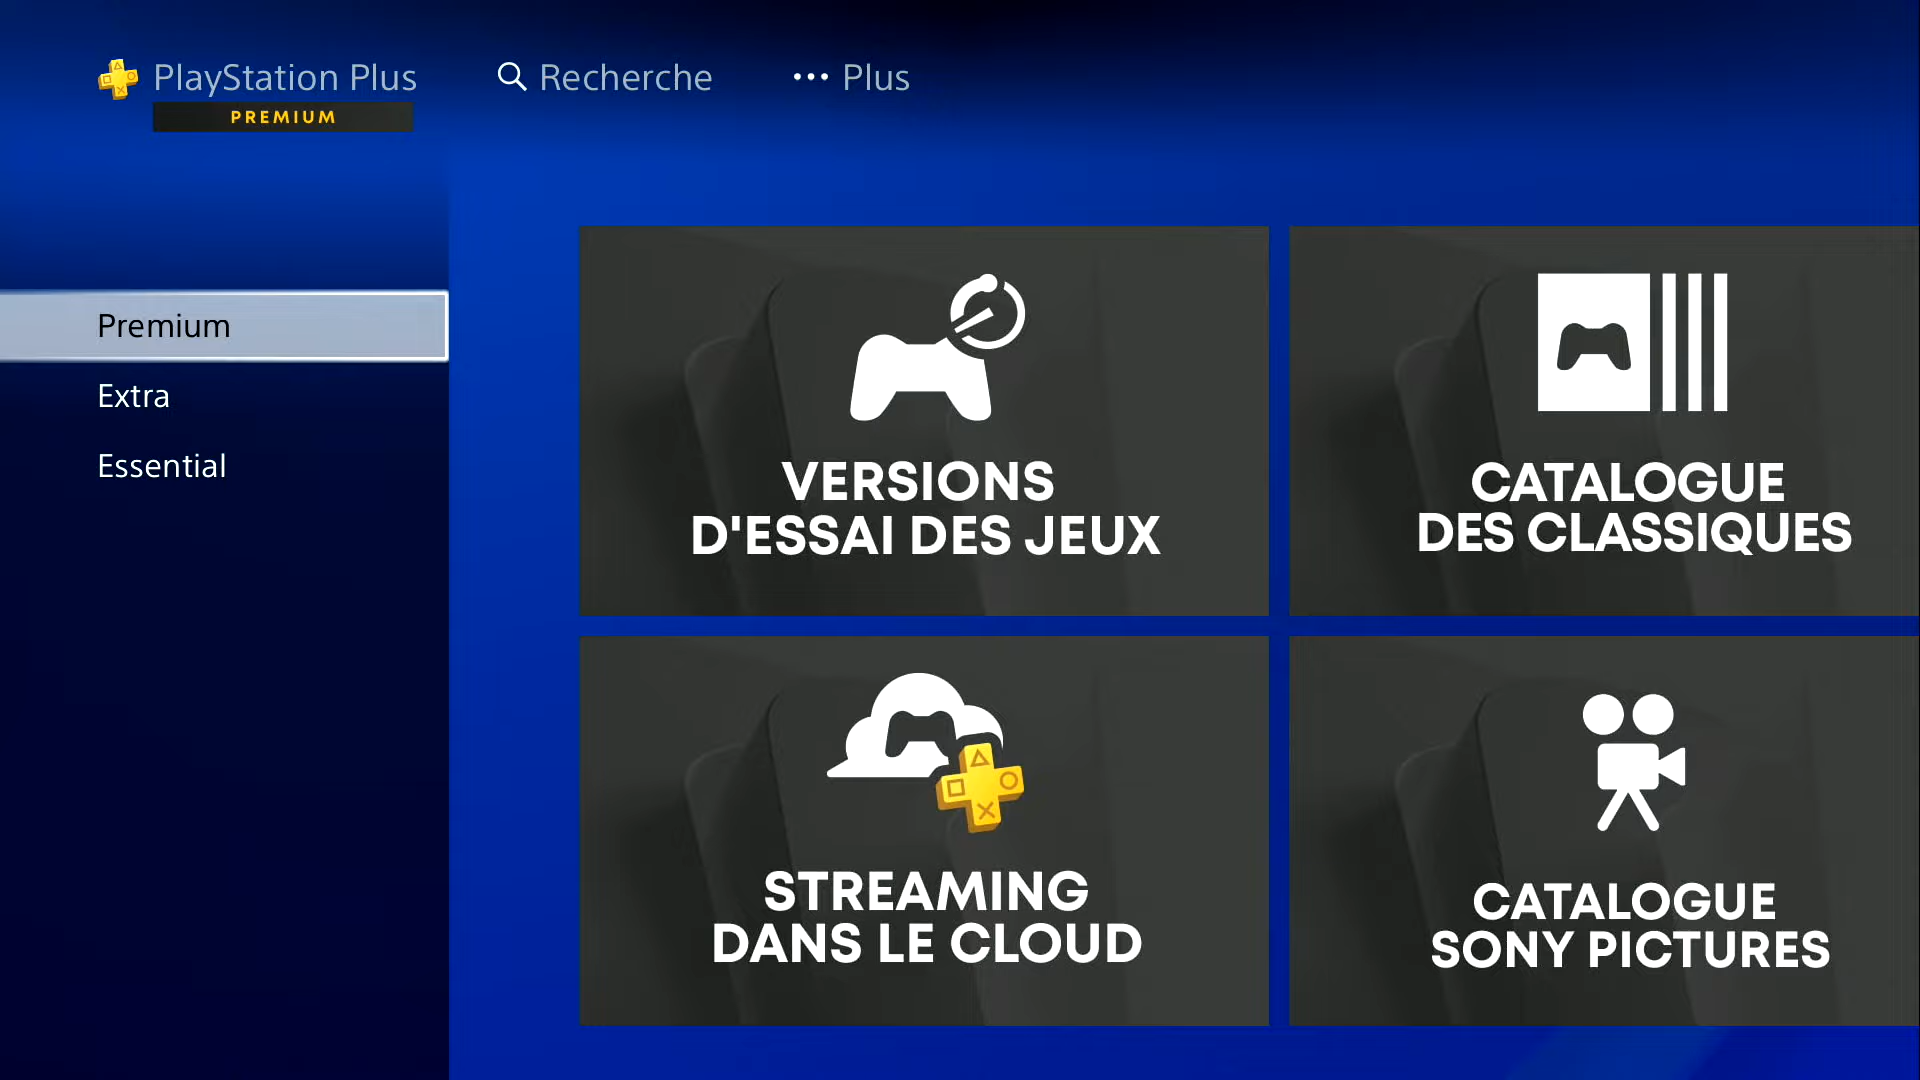 PlayStation Plus
PREMIUM
Recherche
Plus
Premium
Extra
Essential
VERSIONS
D'ESSAI DES JEUX
CATALOGUE
DES CLASSIQUES
STREAMING
DANS LE CLOUD
CATALOGUE
SONY PICTURES